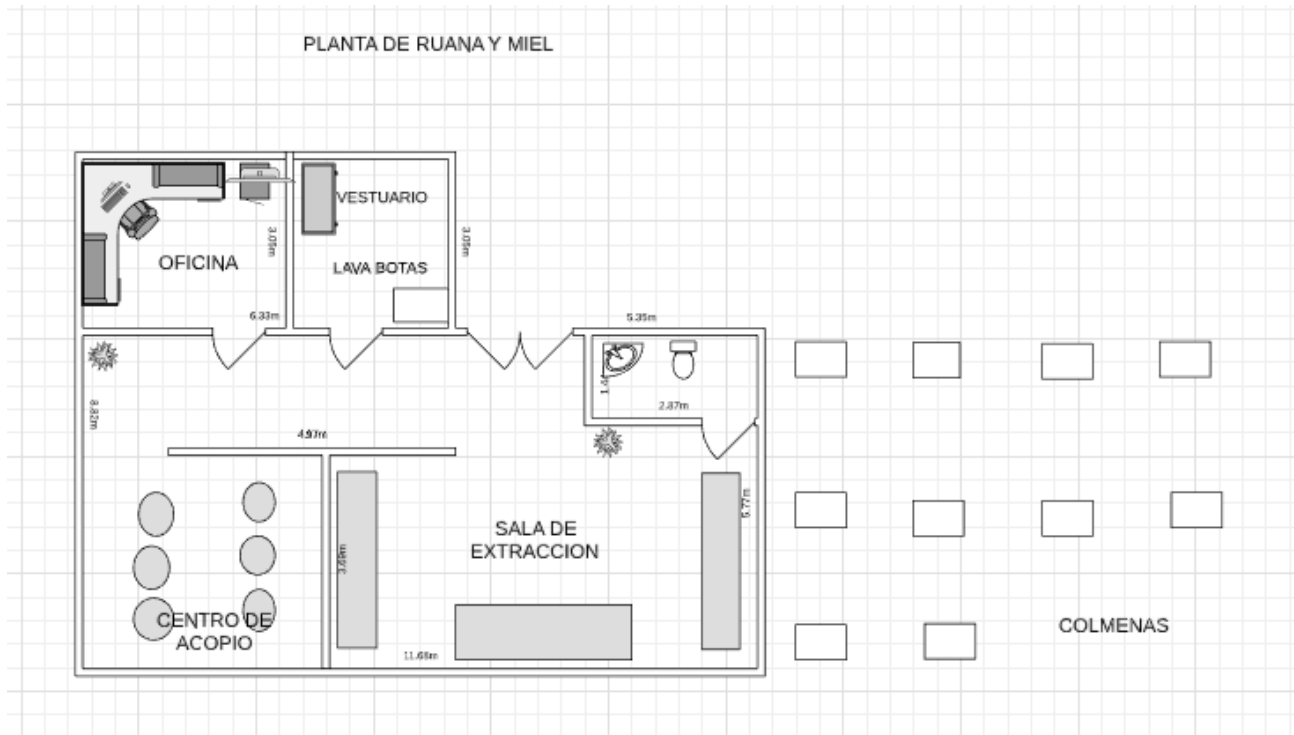 PLANTA DE RUANA Y MIEL
VESTUARIO
3.05m
3.05m
OFICINA
LAVA BOTAS
6.33m
5.35m
2.87m
8.82m
4.97m
5.77m
SALA DE
EXTRACCION
3.69m
CENTRO DE
ACOPIO
11.68m
COLMENAS